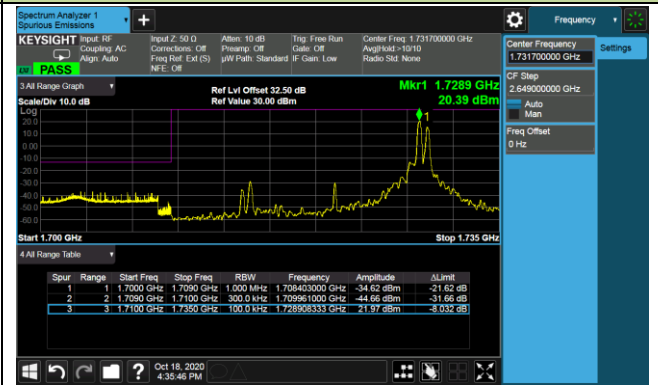 Spectrum Analyzer 1
Spurious Emissions
Frequency
KEYSIGHT
Input: RF
Coupling: AC
Align: Auto
Input Z: 50 Ω
Corrections: Off
Freq Ref: Ext (S)
NFE: Off
Atten: 10 dB
Preamp: Off
µW Path: Standard
Trig: Free Run
Gate: Off
IF Gain: Low
Center Freq: 1.731700000 GHz
Avg|Hold:>10/10
Radio Std: None
PASS
Center Frequency
1.731700000 GHz
Settings
CF Step
2.649000000 GHz
Auto
Man
Freq Offset
0 Hz
3 All Range Graph
Scale/Div 10.0 dB
Ref Lvl Offset 32.50 dB
Ref Value 30.00 dBm
Mkr1 1.7289 GHz
20.39 dBm
Log
20.0
10.0
0.00
-10.0
-20.0
-30.0
-40.0
-50.0
-60.0
1
Start 1.700 GHz
Stop 1.735 GHz
4 All Range Table
Spur Range Start Freq Stop Freq RBW Frequency Amplitude ΔLimit
1 1 1.7000 GHz 1.7090 GHz 1.000 MHz 1.708403000 GHz -34.62 dBm -21.62 dB
2 2 1.7090 GHz 1.7100 GHz 300.0 kHz 1.709961000 GHz -44.66 dBm -31.66 dB
3 3 1.7100 GHz 1.7350 GHz 100.0 kHz 1.728908333 GHz 21.97 dBm -8.032 dB
?
Oct 18, 2020
4:35:46 PM